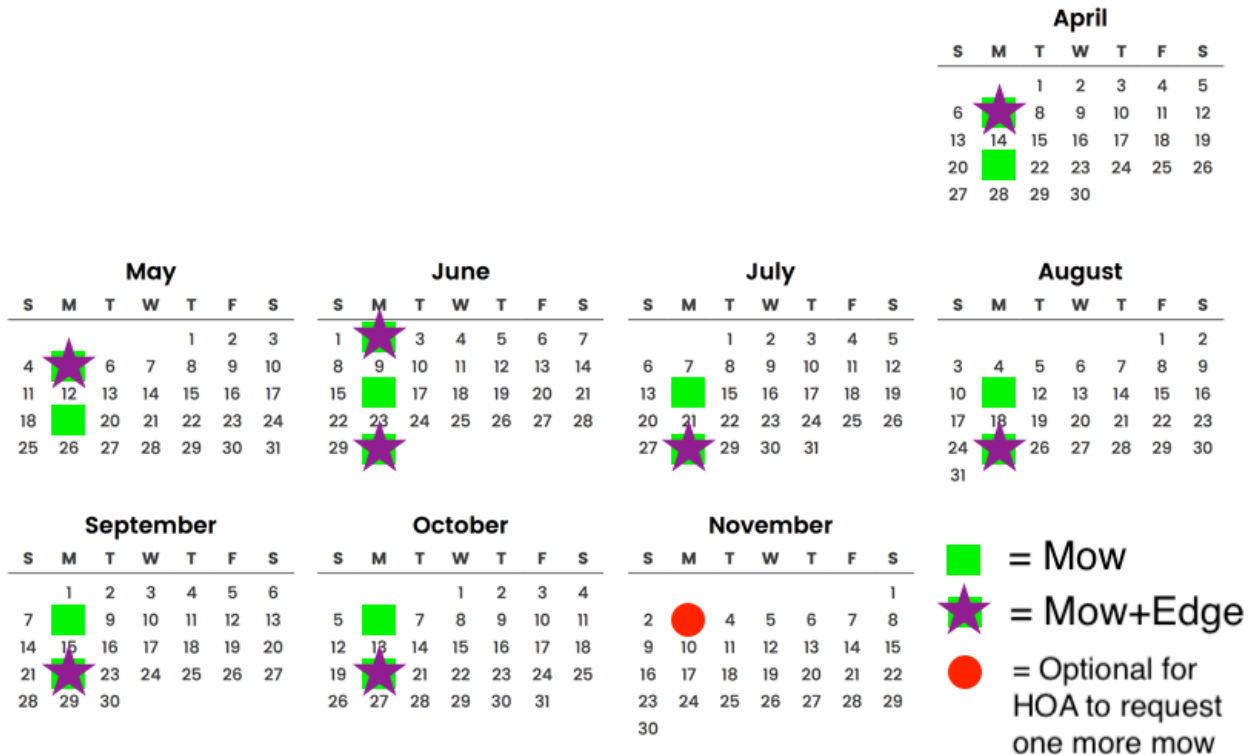 April
S M T W T F S
1 2 3 4 5
6 8 9 10 11 12
13 14 15 16 17 18 19
20 22 23 24 25 26
27 28 29 30
May
S M T W T F S
1 2 3
4 6 7 8 9 10
11 12 13 14 15 16 17
18 20 21 22 23 24
25 26 27 28 29 30 31
June
S M T W T F S
1 3 4 5 6 7
8 9 10 11 12 13 14
15 17 18 19 20 21
22 23 24 25 26 27 28
29
July
S M T W T F S
1 2 3 4 5
6 7 8 9 10 11 12
13 15 16 17 18 19
20 21 22 23 24 25 26
27 29 30 31
August
S M T W T F S
1 2
3 4 5 6 7 8 9
10 12 13 14 15 16
17 18 19 20 21 22 23
24 26 27 28 29 30
31
September
S M T W T F S
1 2 3 4 5 6
7 9 10 11 12 13
14 15 16 17 18 19 20
21 23 24 25 26 27
28 29 30
October
S M T W T F S
1 2 3 4
5 7 8 9 10 11
12 13 14 15 16 17 18
19 21 22 23 24 25
26 27 28 29 30 31
November
S M T W T F S
1
2 4 5 6 7 8
9 10 11 12 13 14 15
16 17 18 19 20 21 22
23 24 25 26 27 28 29
30
= Mow
= Mow+Edge
= Optional for
HOA to request
one more mow